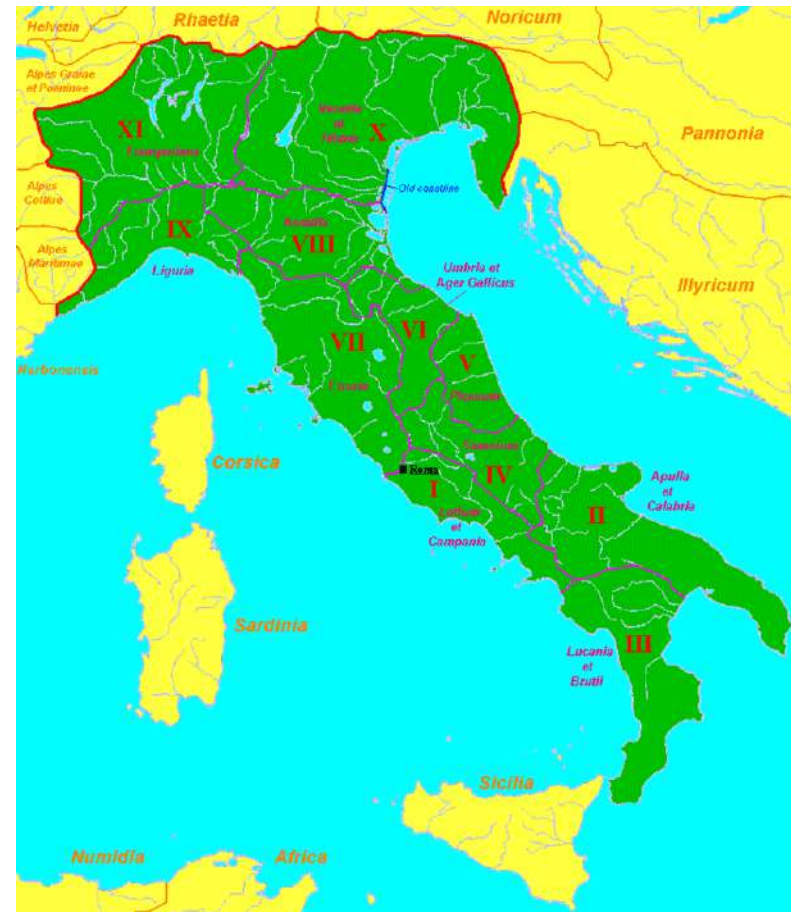 Rhaetia
Noricum
Helvetia
Alpes Graiae
et Poeninae
XI
X
Venetia
et
Histria
Transpadana
Pannonia
Alpes
Cottiae
Old coastline
IX
Aemilia
VIII
Alpes
Maritimae
Liguria
Umbria et
Ager Gallicus
Illyricum
VI
VII
V
Narbonensis
Etruria
Picenum
Samnium
Corsica
Roma
IV
I
Apulia
et
Calabria
II
Latium
et
Campania
Sardinia
III
Lucania
et
Brutii
Sicilia
Numidia
Africa